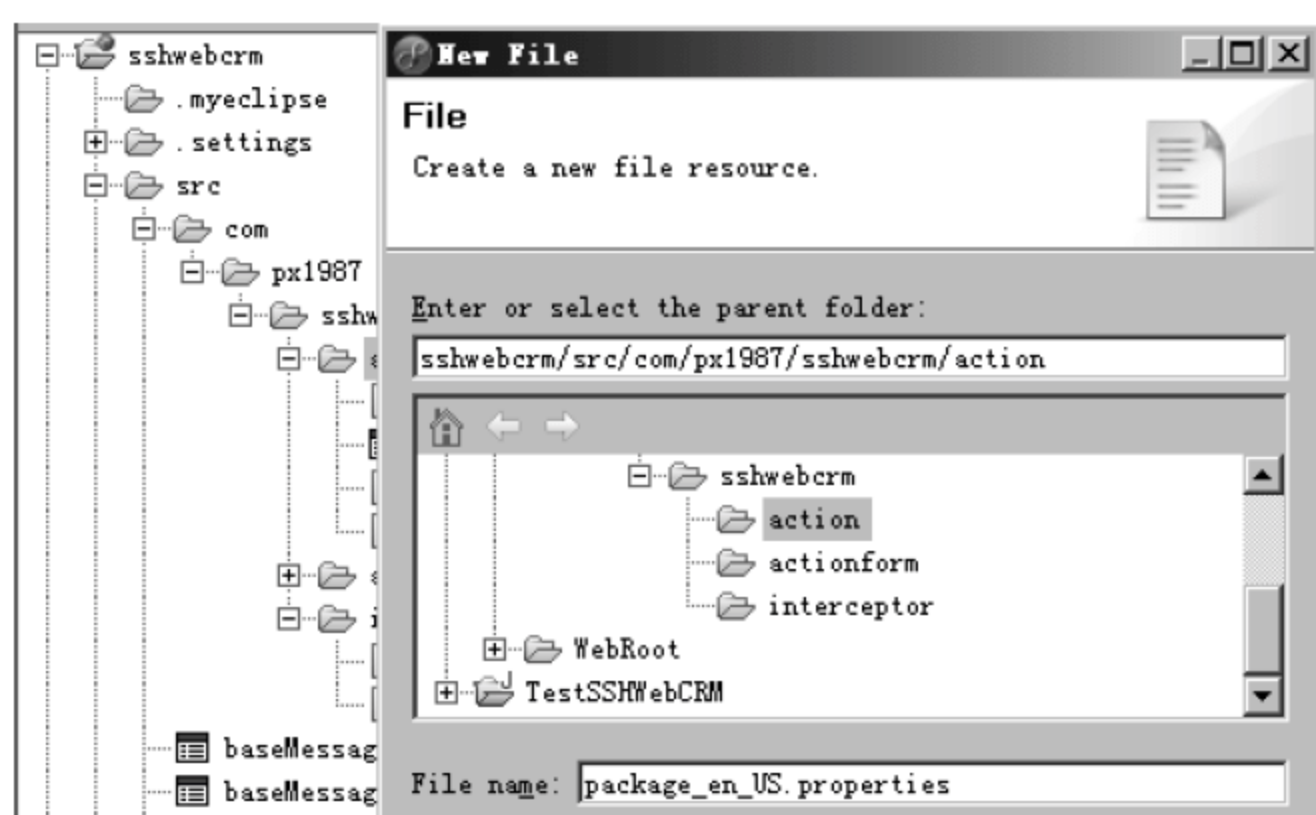 sshwebcrm
.myeclipse
.settings
src
com
px1987
sshw
baseMessag
baseMessag
New File
File
Create a new file resource.
Enter or select the parent folder:
sshwebcrm/src/com/px1987/sshwebcrm/action
sshwebcrm
action
actionform
interceptor
WebRoot
TestSSHWebCRM
File name: package_en_US.properties